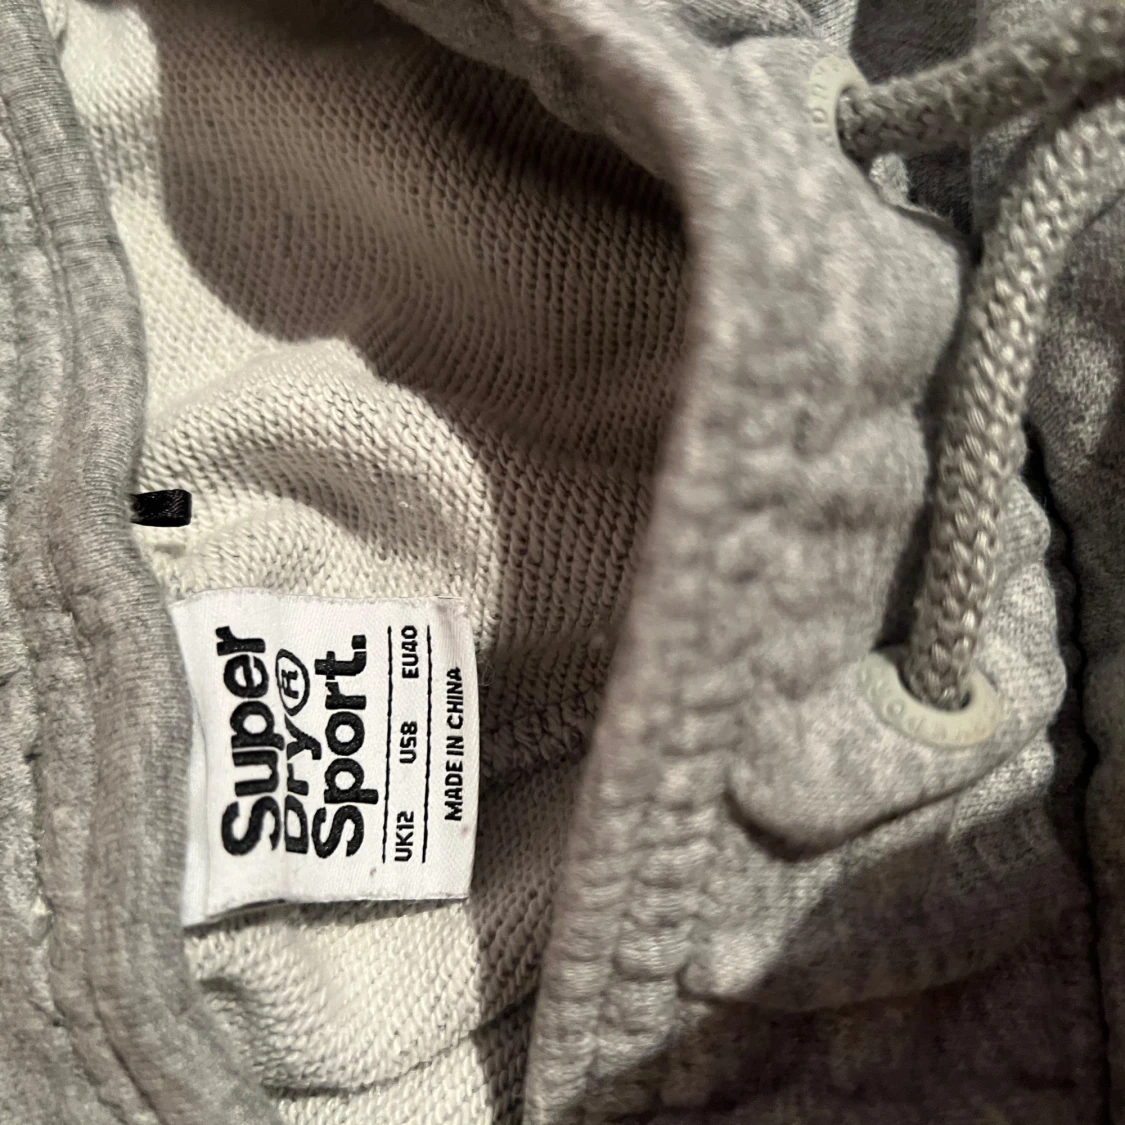 Super
Dry®
Sport.
UK12 US8 EU40
MADE IN CHINA